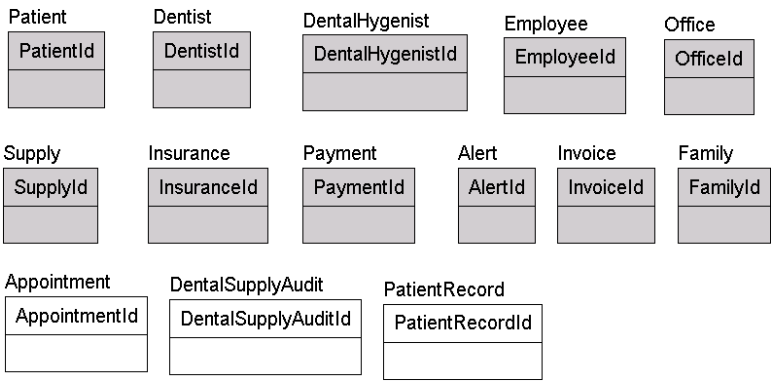 Patient Dentist DentalHygenist Employee Office
PatientId DentistId DentalHygenistId EmployeeId OfficeId
Supply Insurance Payment Alert Invoice Family
SupplyId InsuranceId PaymentId AlertId InvoiceId FamilyId
Appointment DentalSupplyAudit PatientRecord
AppointmentId DentalSupplyAuditId PatientRecordId